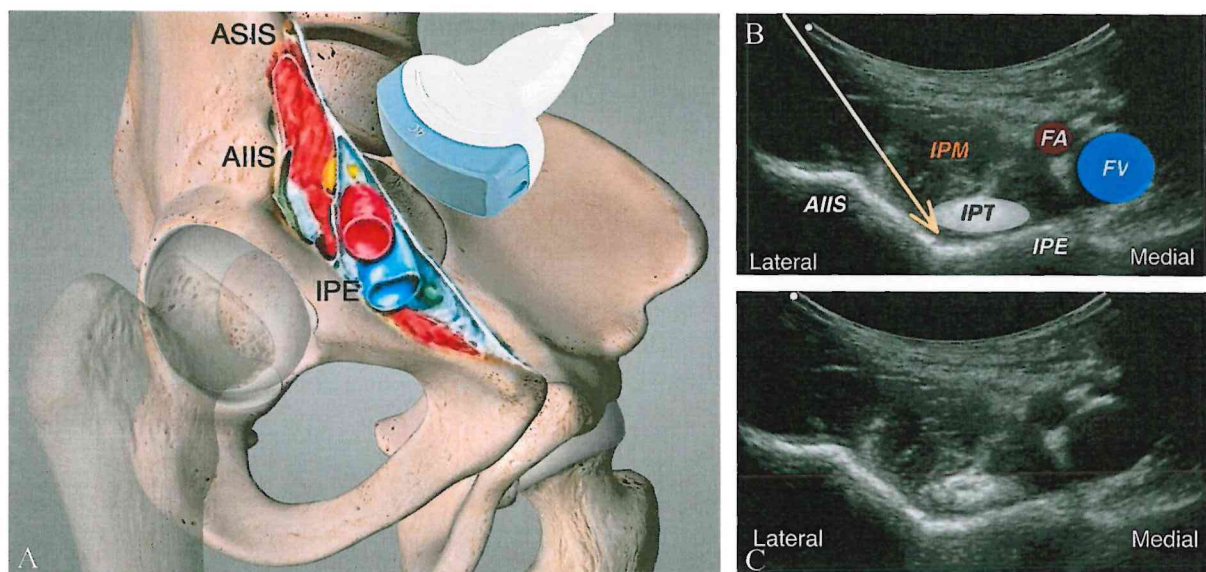 ASIS
AIIS
IPE
A
B
FA
IPM
FV
AIIS
IPT
IPE
Lateral
Medial
Lateral
Medial
C